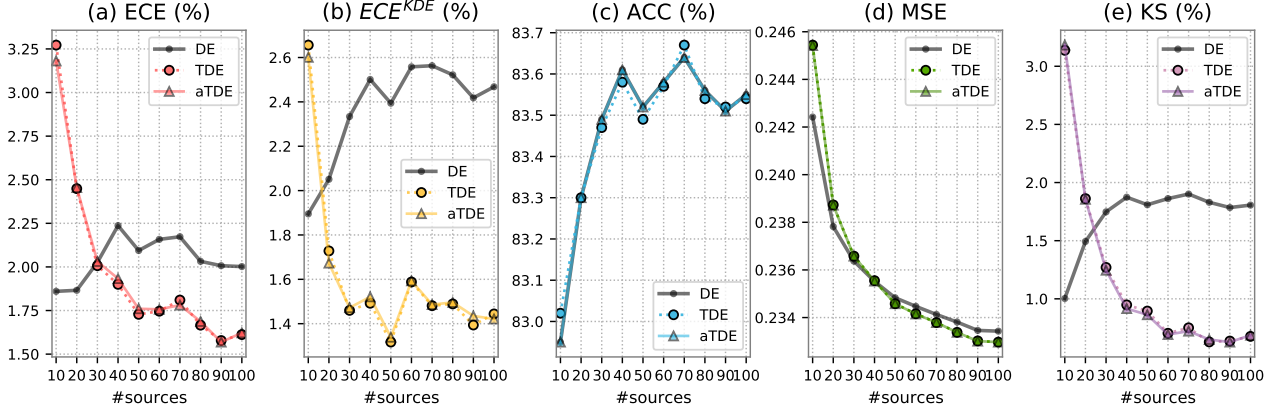 (a) ECE (%)
3.25
3.00
2.75
2.50
2.25
2.00
1.75
1.50
DE
TDE
aTDE
10 20 30 40 50 60 70 80 90 100
#sources
(b) ECE^KDE (%)
2.6
2.4
2.2
2.0
1.8
1.6
1.4
DE
TDE
aTDE
10 20 30 40 50 60 70 80 90 100
#sources
(c) ACC (%)
83.7
83.6
83.5
83.4
83.3
83.2
83.1
83.0
DE
TDE
aTDE
10 20 30 40 50 60 70 80 90 100
#sources
(d) MSE
0.246
0.244
0.242
0.240
0.238
0.236
0.234
DE
TDE
aTDE
10 20 30 40 50 60 70 80 90 100
#sources
(e) KS (%)
3.0
2.5
2.0
1.5
1.0
DE
TDE
aTDE
10 20 30 40 50 60 70 80 90 100
#sources